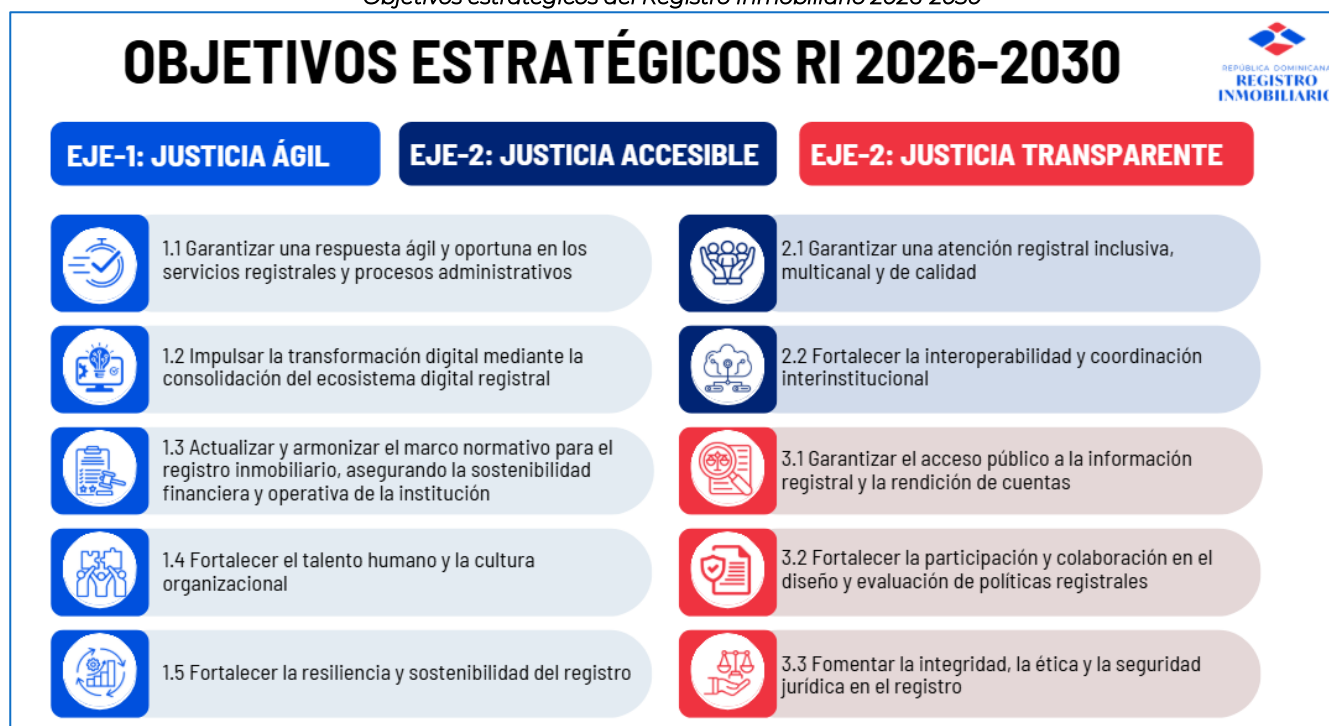 Objetivos estratégicos del Registro Inmobiliario 2026-2030
OBJETIVOS ESTRATÉGICOS RI 2026-2030
REPÚBLICA DOMINICANA
REGISTRO
INMOBILIARIO
EJE-1: JUSTICIA ÁGIL
EJE-2: JUSTICIA ACCESIBLE
EJE-2: JUSTICIA TRANSPARENTE
1.1 Garantizar una respuesta ágil y oportuna en los
servicios registrales y procesos administrativos
1.2 Impulsar la transformación digital mediante la
consolidación del ecosistema digital registral
1.3 Actualizar y armonizar el marco normativo para el
registro inmobiliario, asegurando la sostenibilidad
financiera y operativa de la institución
1.4 Fortalecer el talento humano y la cultura
organizacional
1.5 Fortalecer la resiliencia y sostenibilidad del registro
2.1 Garantizar una atención registral inclusiva,
multicanal y de calidad
2.2 Fortalecer la interoperabilidad y coordinación
interinstitucional
3.1 Garantizar el acceso público a la información
registral y la rendición de cuentas
3.2 Fortalecer la participación y colaboración en el
diseño y evaluación de políticas registrales
3.3 Fomentar la integridad, la ética y la seguridad
jurídica en el registro